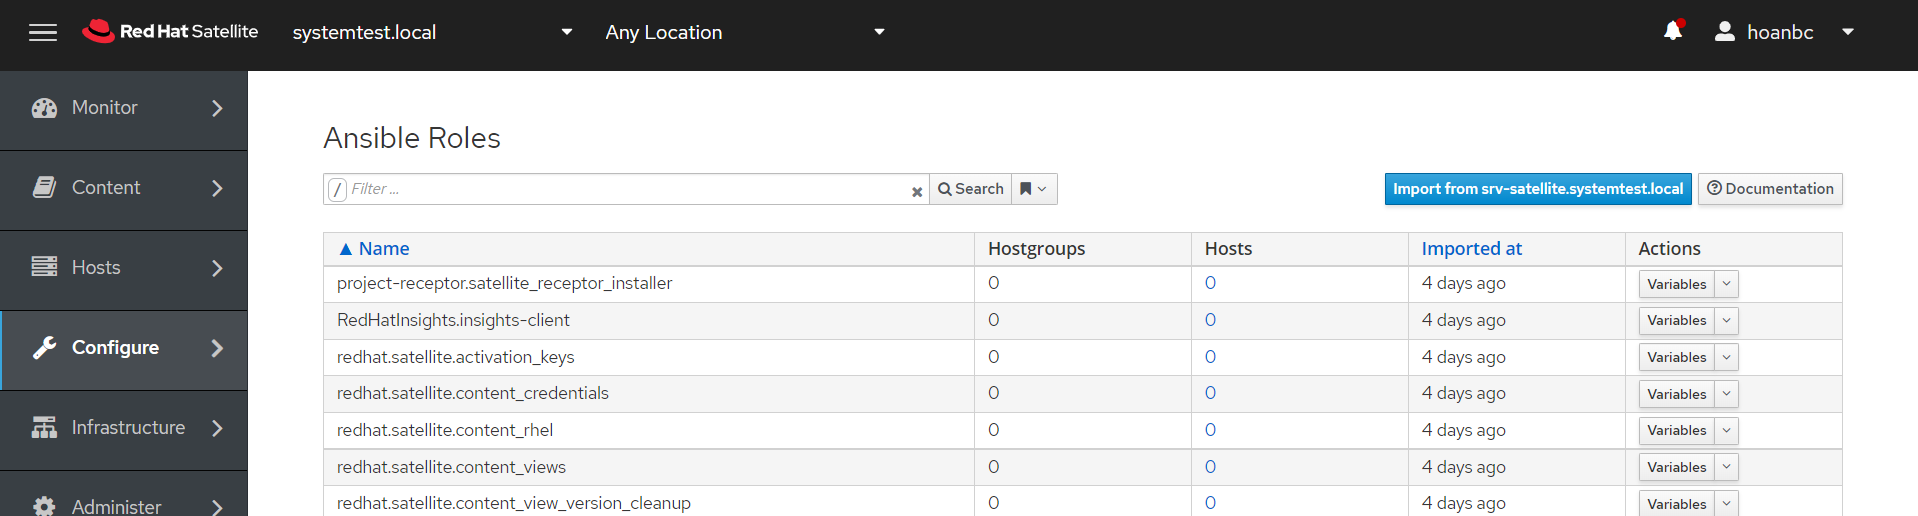 Red Hat Satellite systemtest.local Any Location hoanbc
Monitor
Content
Hosts
Configure
Infrastructure
Administer
Ansible Roles
/ Filter ... Search Import from srv-satellite.systemtest.local Documentation
Name Hostgroups Hosts Imported at Actions
project-receptor.satellite_receptor_installer 0 0 4 days ago Variables
RedHatInsights.insights-client 0 0 4 days ago Variables
redhat.satellite.activation_keys 0 0 4 days ago Variables
redhat.satellite.content_credentials 0 0 4 days ago Variables
redhat.satellite.content_rhel 0 0 4 days ago Variables
redhat.satellite.content_views 0 0 4 days ago Variables
redhat.satellite.content_view_version_cleanup 0 0 4 days ago Variables